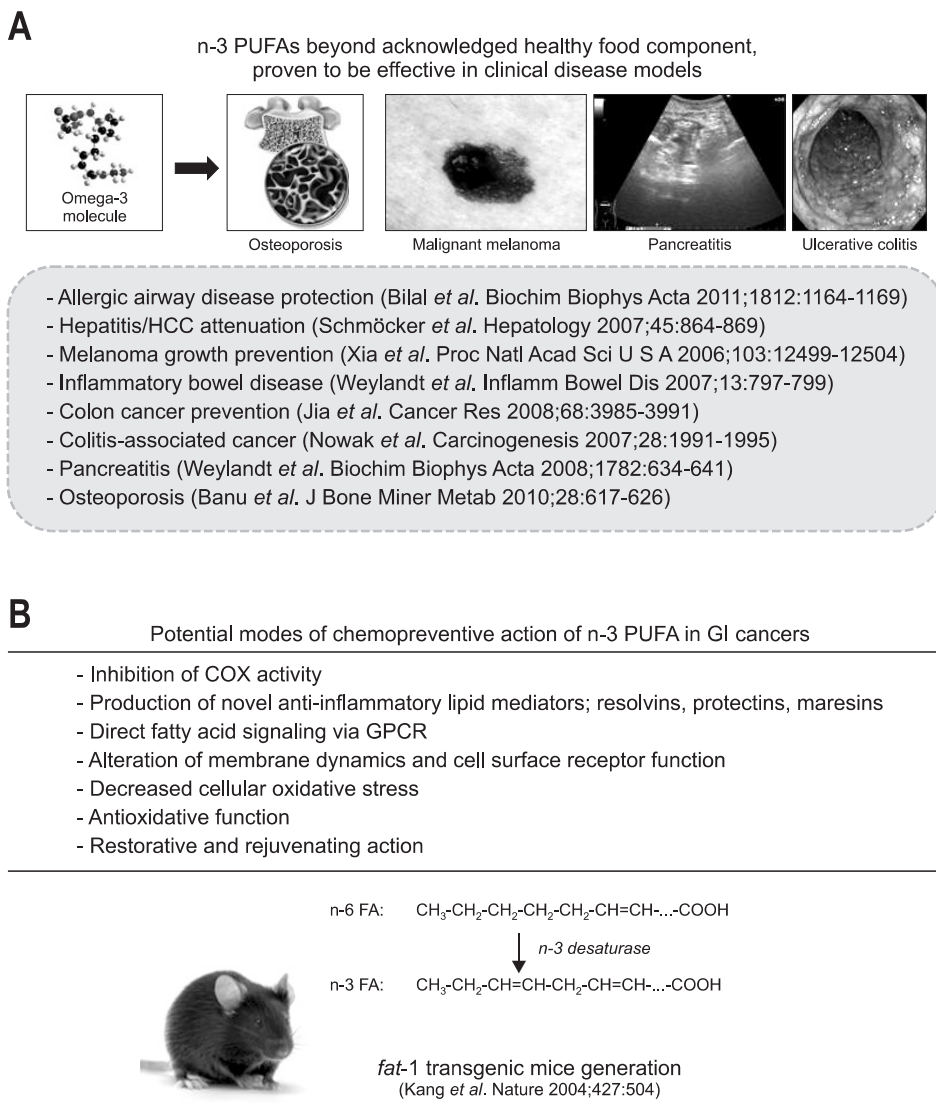 A
n-3 PUFAs beyond acknowledged healthy food component,
proven to be effective in clinical disease models
Omega-3
molecule
Osteoporosis
Malignant melanoma
Pancreatitis
Ulcerative colitis
- Allergic airway disease protection (Bilal et al. Biochim Biophys Acta 2011;1812:1164-1169)
- Hepatitis/HCC attenuation (Schmöcker et al. Hepatology 2007;45:864-869)
- Melanoma growth prevention (Xia et al. Proc Natl Acad Sci U S A 2006;103:12499-12504)
- Inflammatory bowel disease (Weylandt et al. Inflamm Bowel Dis 2007;13:797-799)
- Colon cancer prevention (Jia et al. Cancer Res 2008;68:3985-3991)
- Colitis-associated cancer (Nowak et al. Carcinogenesis 2007;28:1991-1995)
- Pancreatitis (Weylandt et al. Biochim Biophys Acta 2008;1782:634-641)
- Osteoporosis (Banu et al. J Bone Miner Metab 2010;28:617-626)
B
Potential modes of chemopreventive action of n-3 PUFA in GI cancers
- Inhibition of COX activity
- Production of novel anti-inflammatory lipid mediators; resolvins, protectins, maresins
- Direct fatty acid signaling via GPCR
- Alteration of membrane dynamics and cell surface receptor function
- Decreased cellular oxidative stress
- Antioxidative function
- Restorative and rejuvenating action
n-6 FA: CH₃-CH₂-CH₂-CH₂-CH₂-CH=CH-...-COOH
n-3 desaturase
n-3 FA: CH₃-CH₂-CH=CH-CH₂-CH=CH-...-COOH
fat-1 transgenic mice generation
(Kang et al. Nature 2004;427:504)